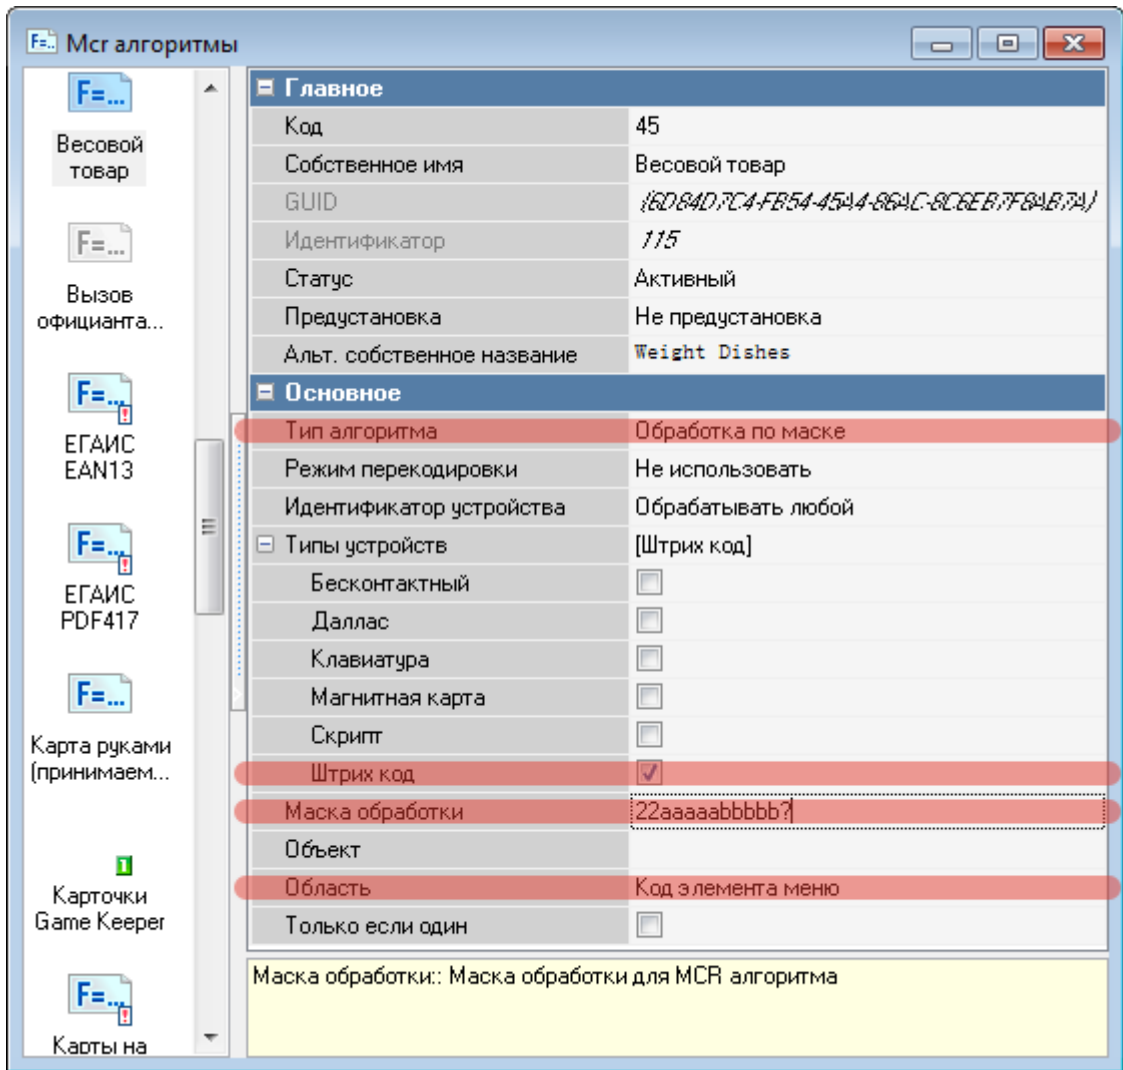 Mcr алгоритмы
F=...
Весовой
товар
F=...
Вызов
официанта...
F=...
ЕГАИС
EAN13
F=...
ЕГАИС
PDF417
F=...
Карта руками
(принимаем...
1
Карточки
Game Keeper
F=...
Карты на
Главное
Код 45
Собственное имя Весовой товар
GUID {6D84D7C4-FB54-45A4-86AC-8C6EB7F8AB7A}
Идентификатор 115
Статус Активный
Предустановка Не предустановка
Альт. собственное название Weight Dishes
Основное
Тип алгоритма Обработка по маске
Режим перекодировки Не использовать
Идентификатор устройства Обрабатывать любой
Типы устройств [Штрих код]
Бесконтактный
Даллас
Клавиатура
Магнитная карта
Скрипт
Штрих код
Маска обработки 22aaaaabbbbb?
Объект
Область Код элемента меню
Только если один
Маска обработки:: Маска обработки для MCR алгоритма